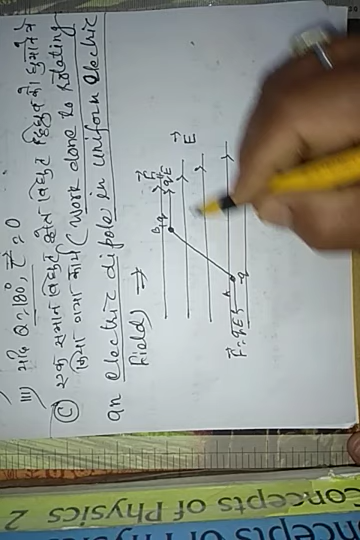 III) यदि θ = 180°, τ⃗ = 0
(C) एक समान विद्युत क्षेत्र में विद्युत द्विध्रुव को घुमाने में
किया गया कार्य (Work done to rotating
an electric dipole in uniform electric
field) ⇒
F⃗ = qE
B +q
E⃗
A -q
F⃗ = qE
Concepts of Physics 2